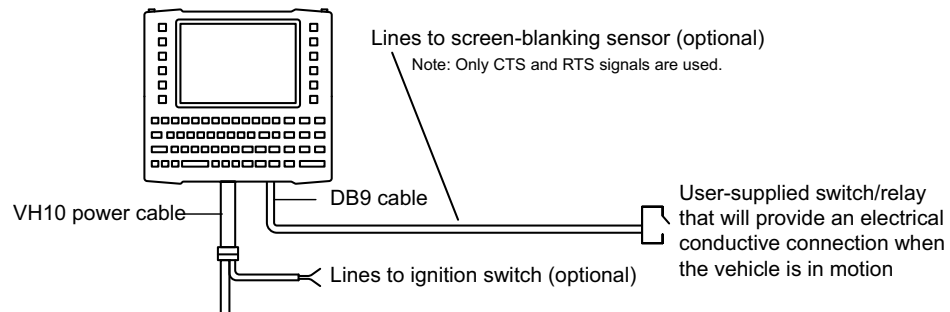 Lines to screen-blanking sensor (optional)
Note: Only CTS and RTS signals are used.
VH10 power cable
DB9 cable
User-supplied switch/relay
that will provide an electrical
conductive connection when
the vehicle is in motion
Lines to ignition switch (optional)